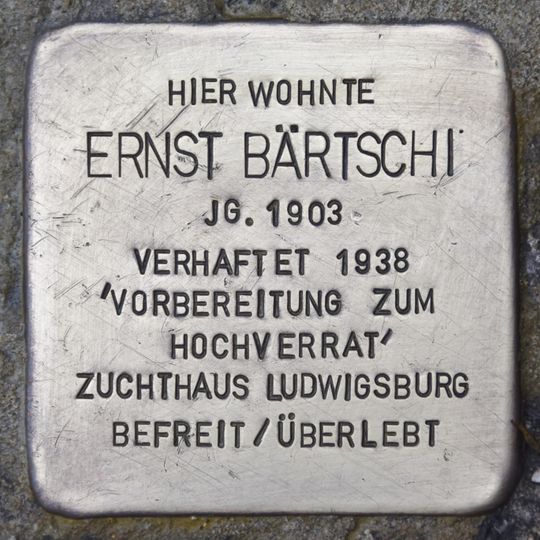 HIER WOHNTE
ERNST BÄRTSCHI
JG. 1903
VERHAFTET 1938
'VORBEREITUNG ZUM
HOCHVERRAT'
ZUCHTHAUS LUDWIGSBURG
BEFREIT/ÜBERLEBT